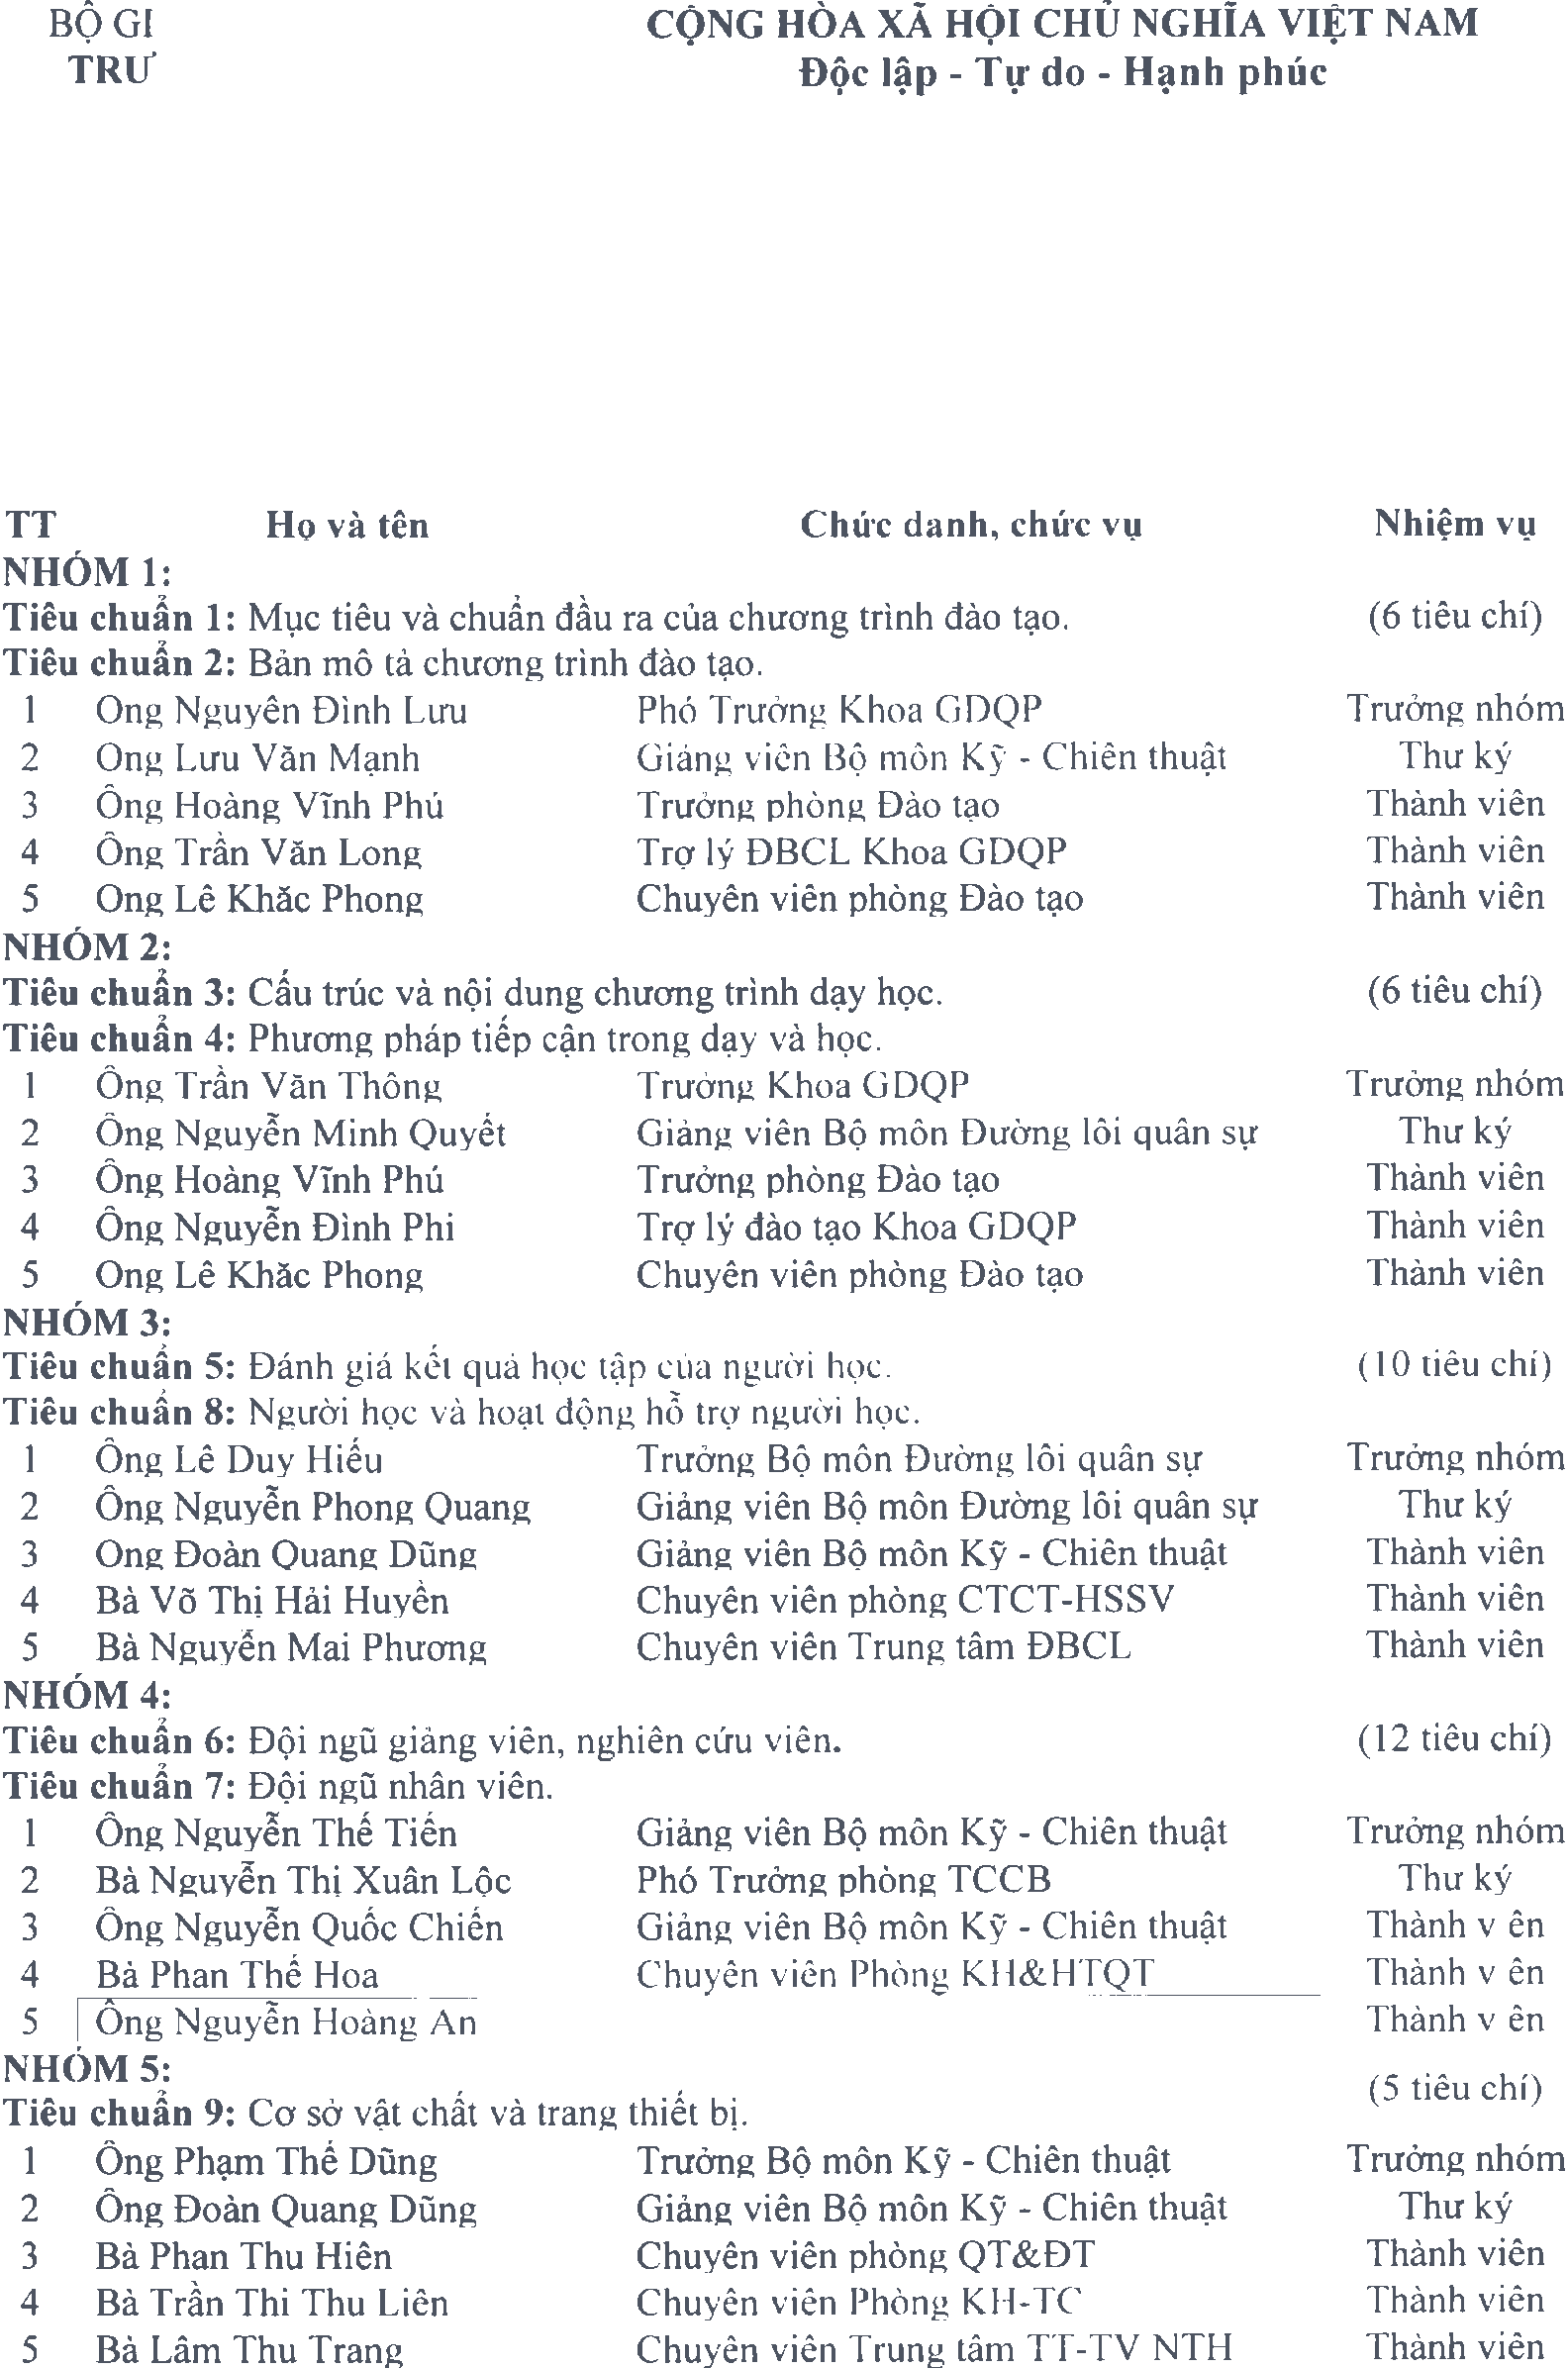 BỘ GI
CỘNG HÒA XÃ HỘI CHỦ NGHĨA VIỆT NAM
TRƯ
Độc lập - Tự do - Hạnh phúc
TT Họ và tên Chức danh, chức vụ Nhiệm vụ
NHÓM 1:
Tiêu chuẩn 1: Mục tiêu và chuẩn đầu ra của chương trình đào tạo. (6 tiêu chí)
Tiêu chuẩn 2: Bản mô tả chương trình đào tạo.
1 Ong Nguyên Đình Lưu Phó Trưởng Khoa GDQP Trưởng nhóm
2 Ong Lưu Văn Mạnh Giảng viên Bộ môn Kỹ - Chiên thuật Thư ký
3 Ông Hoàng Vĩnh Phú Trưởng phòng Đào tạo Thành viên
4 Ông Trần Văn Long Trợ lý ĐBCL Khoa GDQP Thành viên
5 Ong Lê Khăc Phong Chuyên viên phòng Đào tạo Thành viên
NHÓM 2:
Tiêu chuẩn 3: Cấu trúc và nội dung chương trình dạy học. (6 tiêu chí)
Tiêu chuẩn 4: Phương pháp tiếp cận trong dạy và học.
1 Ông Trần Văn Thông Trưởng Khoa GDQP Trưởng nhóm
2 Ông Nguyễn Minh Quyết Giảng viên Bộ môn Đường lôi quân sự Thư ký
3 Ông Hoàng Vĩnh Phú Trưởng phòng Đào tạo Thành viên
4 Ông Nguyễn Đình Phi Trợ lý đào tạo Khoa GDQP Thành viên
5 Ong Lê Khăc Phong Chuyên viên phòng Đào tạo Thành viên
NHÓM 3:
Tiêu chuẩn 5: Đánh giá kết quả học tập của người học. (10 tiêu chí)
Tiêu chuẩn 8: Người học và hoạt động hỗ trợ người học.
1 Ông Lê Duy Hiếu Trưởng Bộ môn Đường lôi quân sự Trưởng nhóm
2 Ông Nguyễn Phong Quang Giảng viên Bộ môn Đường lôi quân sự Thư ký
3 Ong Đoàn Quang Dũng Giảng viên Bộ môn Kỹ - Chiên thuật Thành viên
4 Bà Võ Thị Hải Huyền Chuyên viên phòng CTCT-HSSV Thành viên
5 Bà Nguyễn Mai Phương Chuyên viên Trung tâm ĐBCL Thành viên
NHÓM 4:
Tiêu chuẩn 6: Đội ngũ giảng viên, nghiên cứu viên. (12 tiêu chí)
Tiêu chuẩn 7: Đội ngũ nhân viên.
1 Ông Nguyễn Thế Tiến Giảng viên Bộ môn Kỹ - Chiên thuật Trưởng nhóm
2 Bà Nguyễn Thị Xuân Lộc Phó Trưởng phòng TCCB Thư ký
3 Ông Nguyễn Quốc Chiến Giảng viên Bộ môn Kỹ - Chiên thuật Thành v ên
4 Bà Phan Thế Hoa Chuyên viên Phòng KH&HTQT Thành v ên
5 Ông Nguyễn Hoàng An Thành v ên
NHÓM 5:
(5 tiêu chí)
Tiêu chuẩn 9: Cơ sở vật chất và trang thiết bị.
1 Ông Phạm Thế Dũng Trưởng Bộ môn Kỹ - Chiên thuật Trưởng nhóm
2 Ông Đoàn Quang Dũng Giảng viên Bộ môn Kỹ - Chiên thuật Thư ký
3 Bà Phan Thu Hiên Chuyên viên phòng QT&ĐT Thành viên
4 Bà Trần Thi Thu Liên Chuyên viên Phòng KH-TC Thành viên
5 Bà Lâm Thu Trang Chuyên viên Trung tâm TT-TV NTH Thành viên